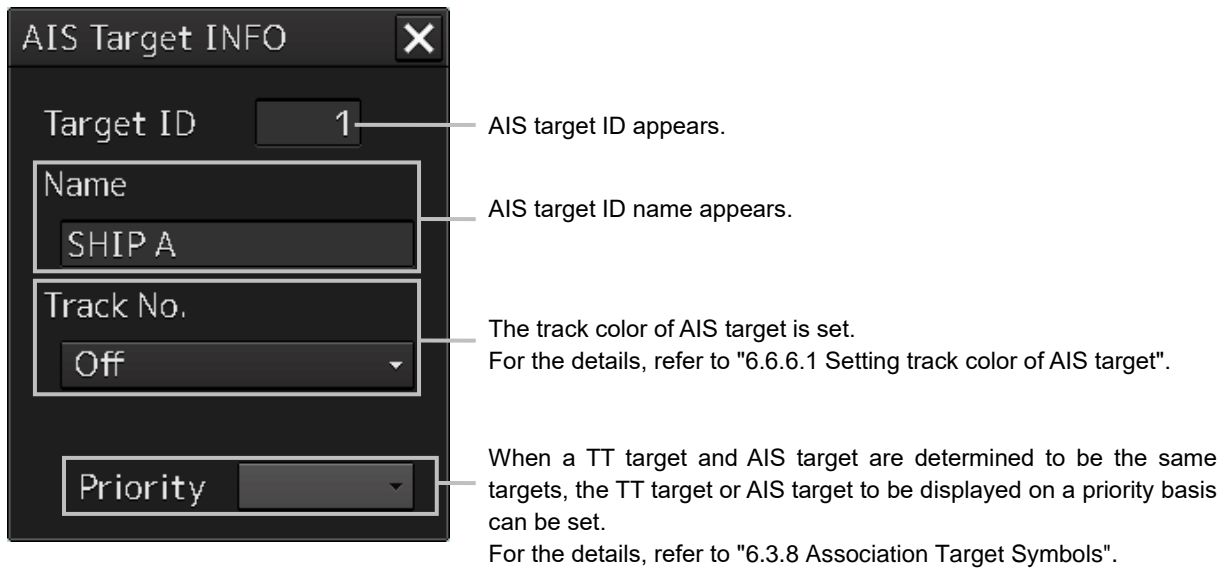 AIS Target INFO
Target ID 1
AIS target ID appears.
Name
SHIP A
AIS target ID name appears.
Track No.
Off
The track color of AIS target is set.
For the details, refer to "6.6.6.1 Setting track color of AIS target".
Priority
When a TT target and AIS target are determined to be the same
targets, the TT target or AIS target to be displayed on a priority basis
can be set.
For the details, refer to "6.3.8 Association Target Symbols".